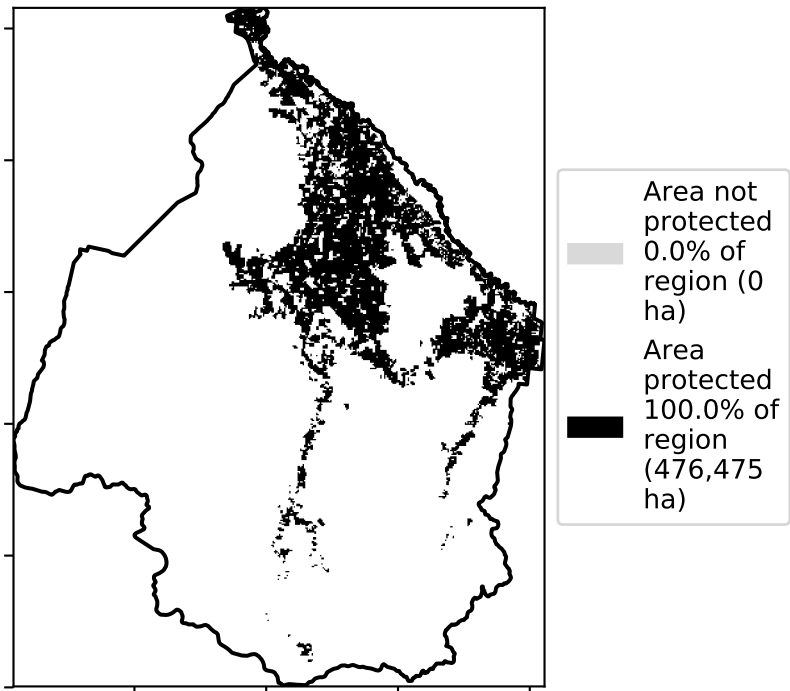 Area not
protected
0.0% of
region (0
ha)
Area
protected
100.0% of
region
(476,475
ha)